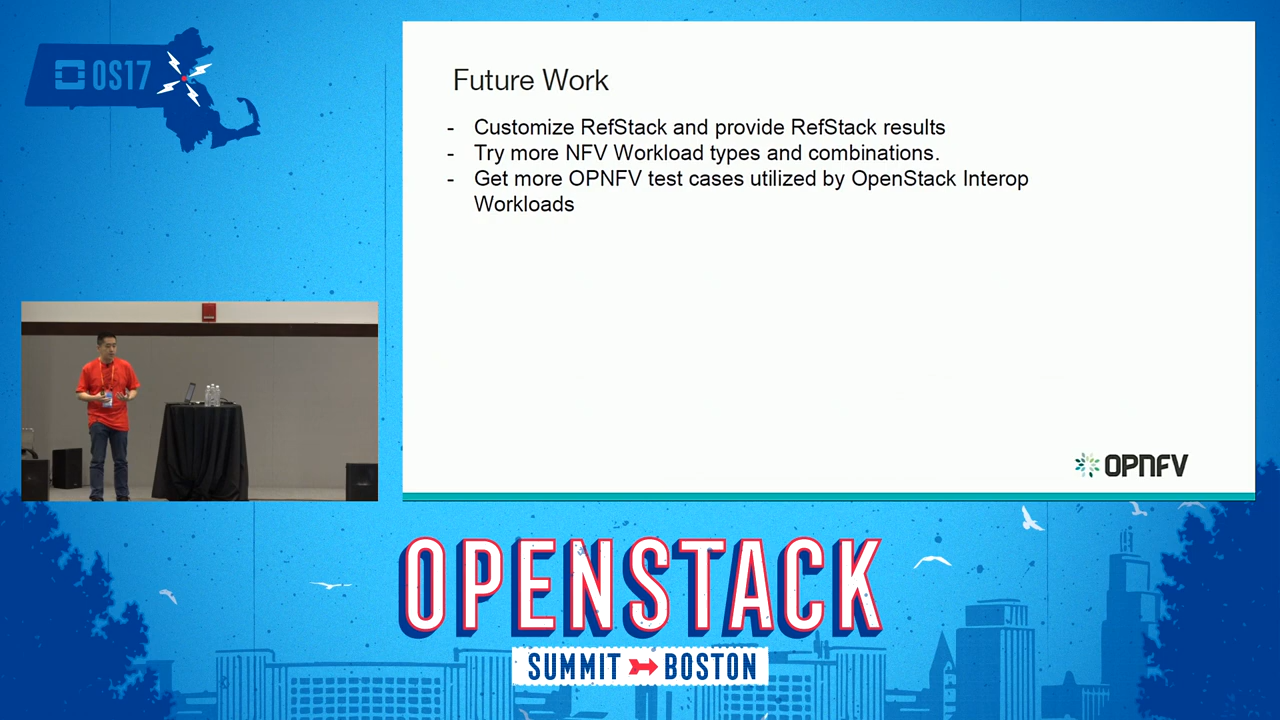 OS17
Future Work
- Customize RefStack and provide RefStack results
- Try more NFV Workload types and combinations.
- Get more OPNFV test cases utilized by OpenStack Interop
Workloads
OPNFV
OPENSTACK
SUMMIT BOSTON